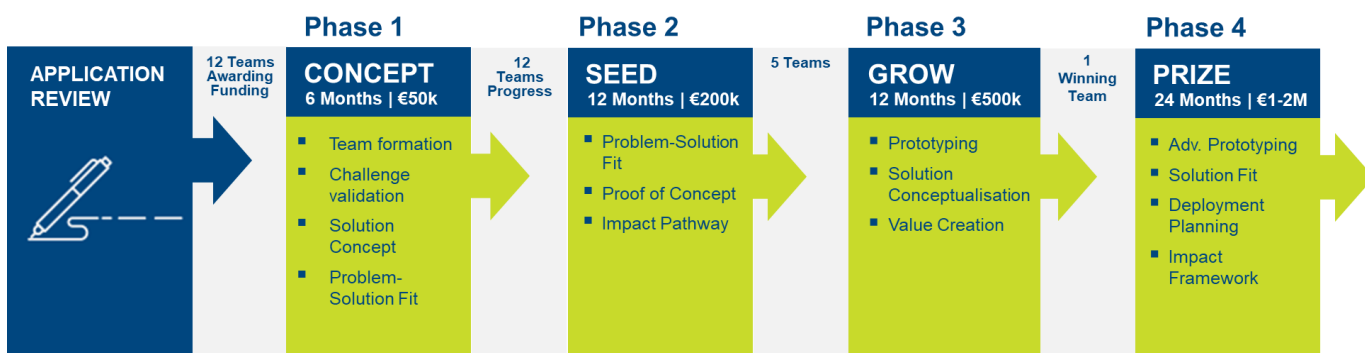 Phase 1
Phase 2
Phase 3
Phase 4
APPLICATION
REVIEW
12 Teams
Awarding
Funding
CONCEPT
6 Months | €50k
12
Teams
Progress
SEED
12 Months | €200k
5 Teams
GROW
12 Months | €500k
1
Winning
Team
PRIZE
24 Months | €1-2M
Team formation
Challenge
validation
Solution
Concept
Problem-
Solution Fit
Problem-Solution
Fit
Proof of Concept
Impact Pathway
Prototyping
Solution
Conceptualisation
Value Creation
Adv. Prototyping
Solution Fit
Deployment
Planning
Impact
Framework